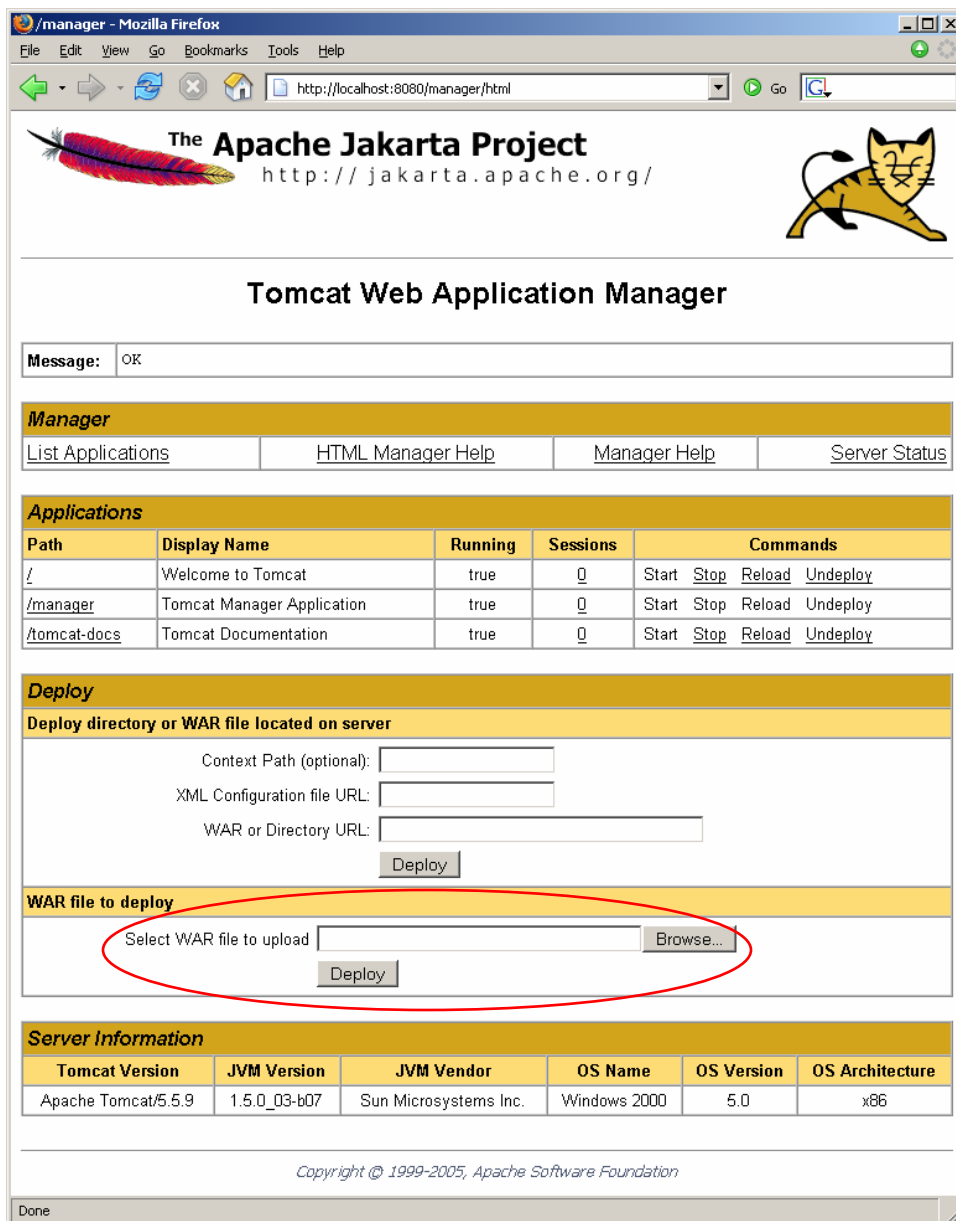 /manager - Mozilla Firefox
File Edit View Go Bookmarks Tools Help
http://localhost:8080/manager/html Go G
The Apache Jakarta Project
http://jakarta.apache.org/
Tomcat Web Application Manager
Message: OK
Manager
List Applications HTML Manager Help Manager Help Server Status
Applications
Path Display Name Running Sessions Commands
/ Welcome to Tomcat true 0 Start Stop Reload Undeploy
/manager Tomcat Manager Application true 0 Start Stop Reload Undeploy
/tomcat-docs Tomcat Documentation true 0 Start Stop Reload Undeploy
Deploy
Deploy directory or WAR file located on server
Context Path (optional):
XML Configuration file URL:
WAR or Directory URL:
Deploy
WAR file to deploy
Select WAR file to upload Browse...
Deploy
Server Information
Tomcat Version JVM Version JVM Vendor OS Name OS Version OS Architecture
Apache Tomcat/5.5.9 1.5.0_03-b07 Sun Microsystems Inc. Windows 2000 5.0 x86
Copyright © 1999-2005, Apache Software Foundation
Done